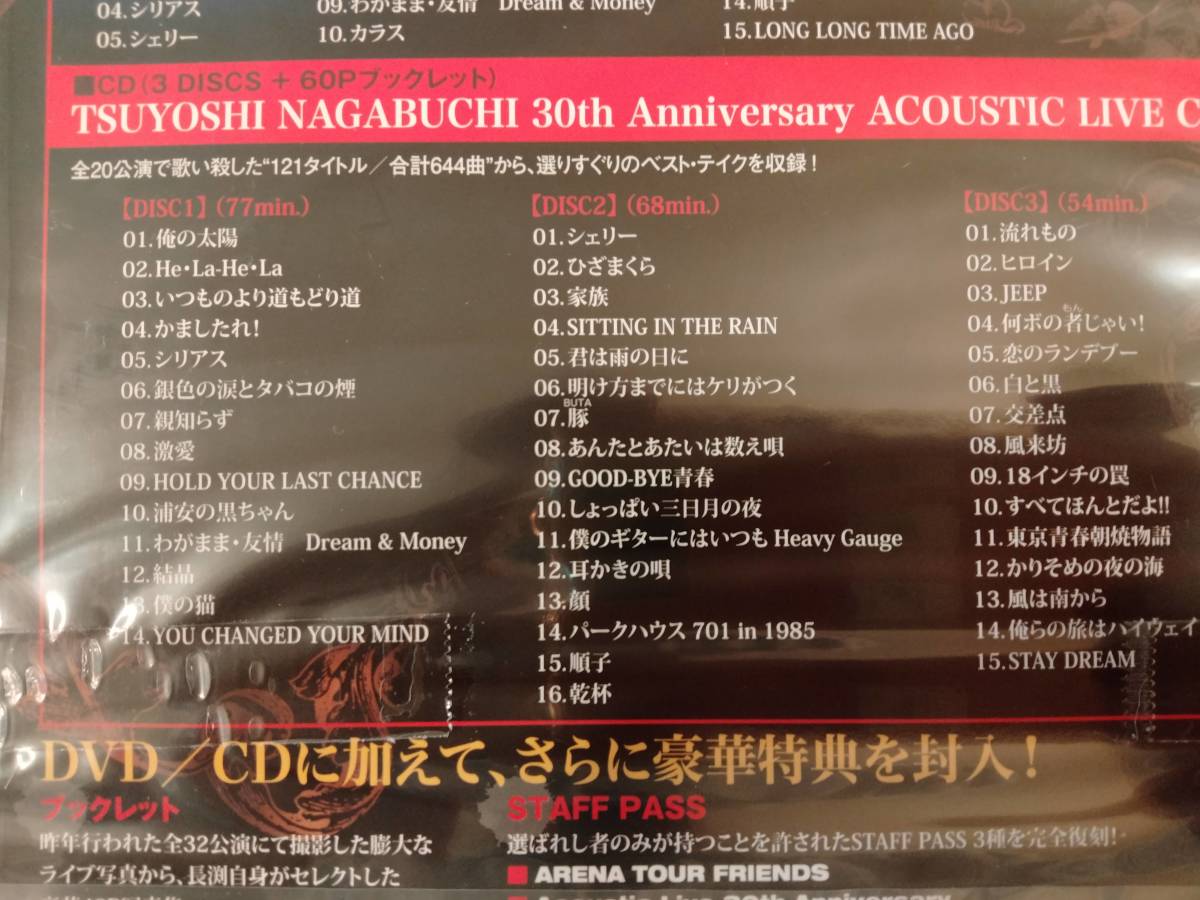 04.シリアス
05.シェリー
09.わがまま・友情 Dream & Money
10.カラス
14.順子
15.LONG LONG TIME AGO
■CD（3 DISCS + 60Pブックレット）
TSUYOSHI NAGABUCHI 30th Anniversary ACOUSTIC LIVE
全20公演で歌い殺した“121タイトル／合計644曲”から、選りすぐりのベスト・テイクを収録！
【DISC1】（77min.）
01.俺の太陽
02.He・La-He・La
03.いつものより道もどり道
04.かましたれ！
05.シリアス
06.銀色の涙とタバコの煙
07.親知らず
08.激愛
09.HOLD YOUR LAST CHANCE
10.浦安の黒ちゃん
11.わがまま・友情 Dream & Money
12.結晶
13.僕の猫
14.YOU CHANGED YOUR MIND
【DISC2】（68min.）
01.シェリー
02.ひざまくら
03.家族
04.SITTING IN THE RAIN
05.君は雨の日に
06.明け方までにはケリがつく
BUTA
07.豚
08.あんたとあたいは数え唄
09.GOOD-BYE青春
10.しょっぱい三日月の夜
11.僕のギターにはいつも Heavy Gauge
12.耳かきの唄
13.顔
14.パークハウス 701 in 1985
15.順子
16.乾杯
【DISC3】（54min.）
01.流れもの
02.ヒロイン
03.JEEP
もん
04.何ボの者じゃい！
05.恋のランデブー
06.白と黒
07.交差点
08.風来坊
09.18インチの罠
10.すべてほんとだよ!!
11.東京青春朝焼物語
12.かりそめの夜の海
13.風は南から
14.俺らの旅はハイウェイ
15.STAY DREAM
DVD／CDに加えて、さらに豪華特典を封入！
ブックレット
昨年行われた全32公演にて撮影した膨大な
ライブ写真から、長渕自身がセレクトした
STAFF PASS
選ばれし者のみが持つことを許されたSTAFF PASS 3種を完全復刻！
■ ARENA TOUR FRIENDS
■ Acoustic Live 30th Anniversary